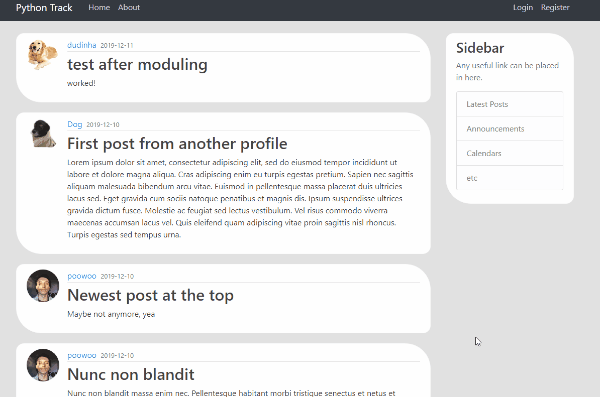 Python Track Home About Login Register
dudinha 2019-12-11
test after moduling
worked!
Dog 2019-12-10
First post from another profile
Lorem ipsum dolor sit amet, consectetur adipiscing elit, sed do eiusmod tempor incididunt ut
labore et dolore magna aliqua. Cras adipiscing enim eu turpis egestas pretium. Sapien nec sagittis
aliquam malesuada bibendum arcu vitae. Euismod in pellentesque massa placerat duis ultricies
lacus sed. Eget gravida cum sociis natoque penatibus et magnis dis. Ipsum suspendisse ultrices
gravida dictum fusce. Molestie ac feugiat sed lectus vestibulum. Vel risus commodo viverra
maecenas accumsan lacus vel. Quis eleifend quam adipiscing vitae proin sagittis nisl rhoncus.
Turpis egestas sed tempus urna.
poowoo 2019-12-10
Newest post at the top
Maybe not anymore, yea
poowoo 2019-12-10
Nunc non blandit
Nunc non blandit massa enim nec. Pellentesque habitant morbi tristique senectus et netus et
Sidebar
Any useful link can be placed
in here.
Latest Posts
Announcements
Calendars
etc